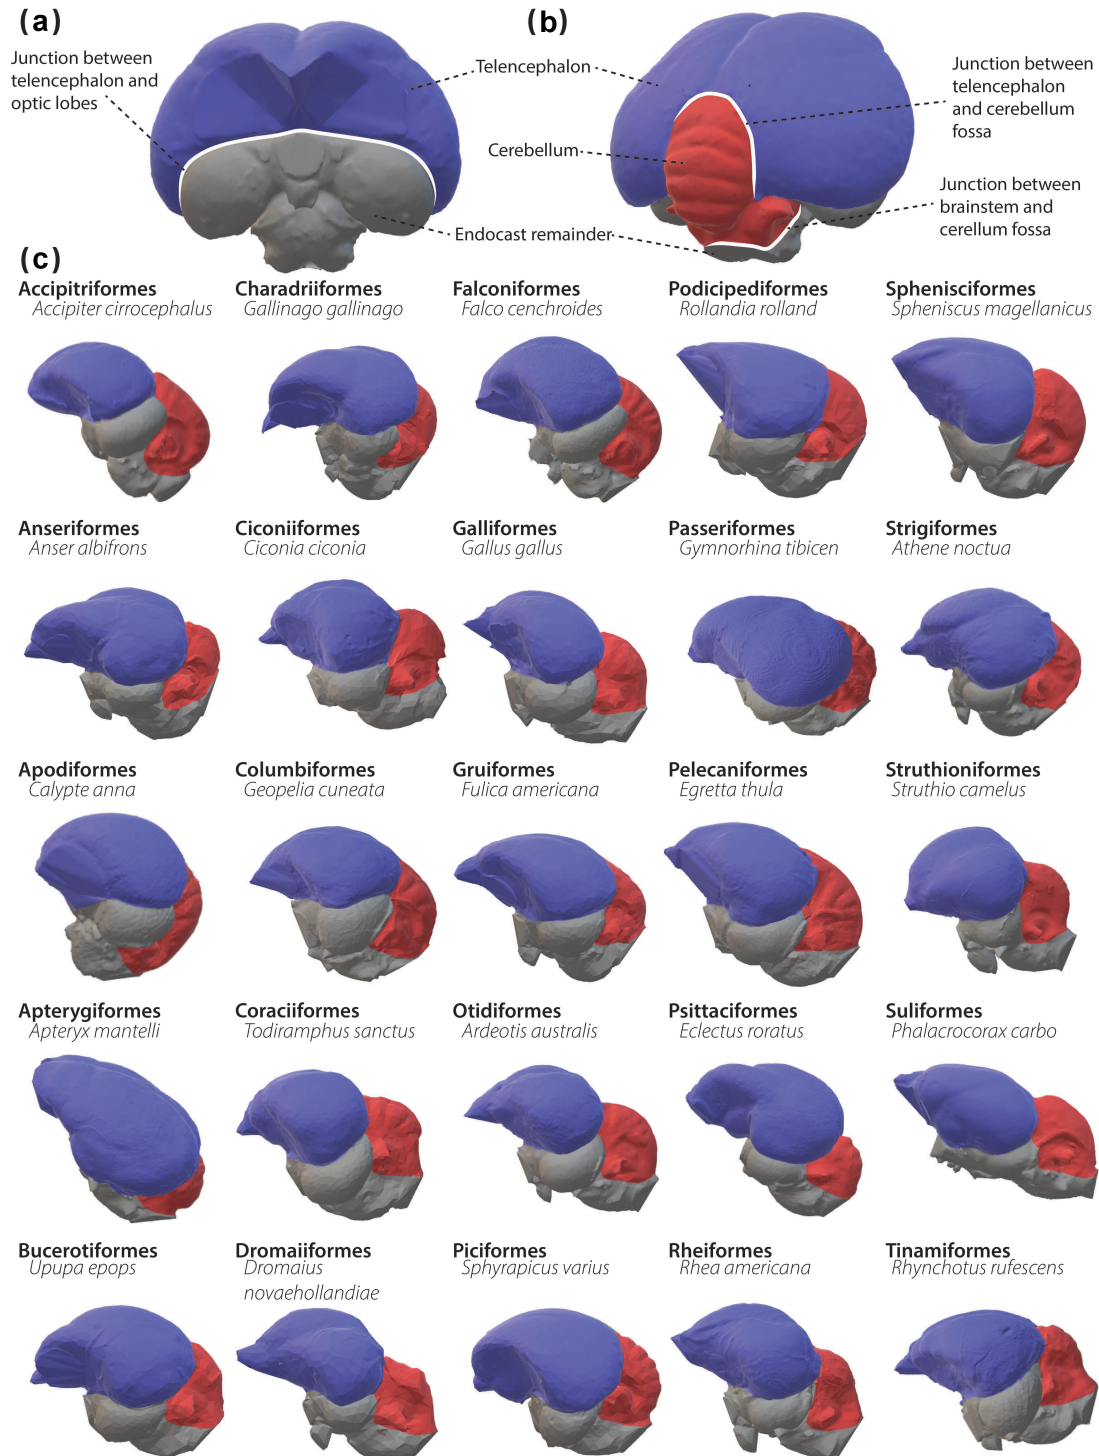 (a)
(b)
Junction between
telencephalon and
optic lobes
Telencephalon
Junction between
telencephalon
and cerebellum
fossa
Cerebellum
Junction between
brainstem and
cerellum fossa
Endocast remainder
(c)
Accipitriformes
Accipiter cirrocephalus
Charadriiformes
Gallinago gallinago
Falconiformes
Falco cenchroides
Podicipediformes
Rollandia rolland
Sphenisciformes
Spheniscus magellanicus
Anseriformes
Anser albifrons
Ciconiiformes
Ciconia ciconia
Galliformes
Gallus gallus
Passeriformes
Gymnorhina tibicen
Strigiformes
Athene noctua
Apodiformes
Calypte anna
Columbiformes
Geopelia cuneata
Gruiformes
Fulica americana
Pelecaniformes
Egretta thula
Struthioniformes
Struthio camelus
Apterygiformes
Apteryx mantelli
Coraciiformes
Todiramphus sanctus
Otidiformes
Ardeotis australis
Psittaciformes
Eclectus roratus
Suliformes
Phalacrocorax carbo
Bucerotiformes
Upupa epops
Dromaiiformes
Dromaius
novaehollandiae
Piciformes
Sphyrapicus varius
Rheiformes
Rhea americana
Tinamiformes
Rhynchotus rufescens